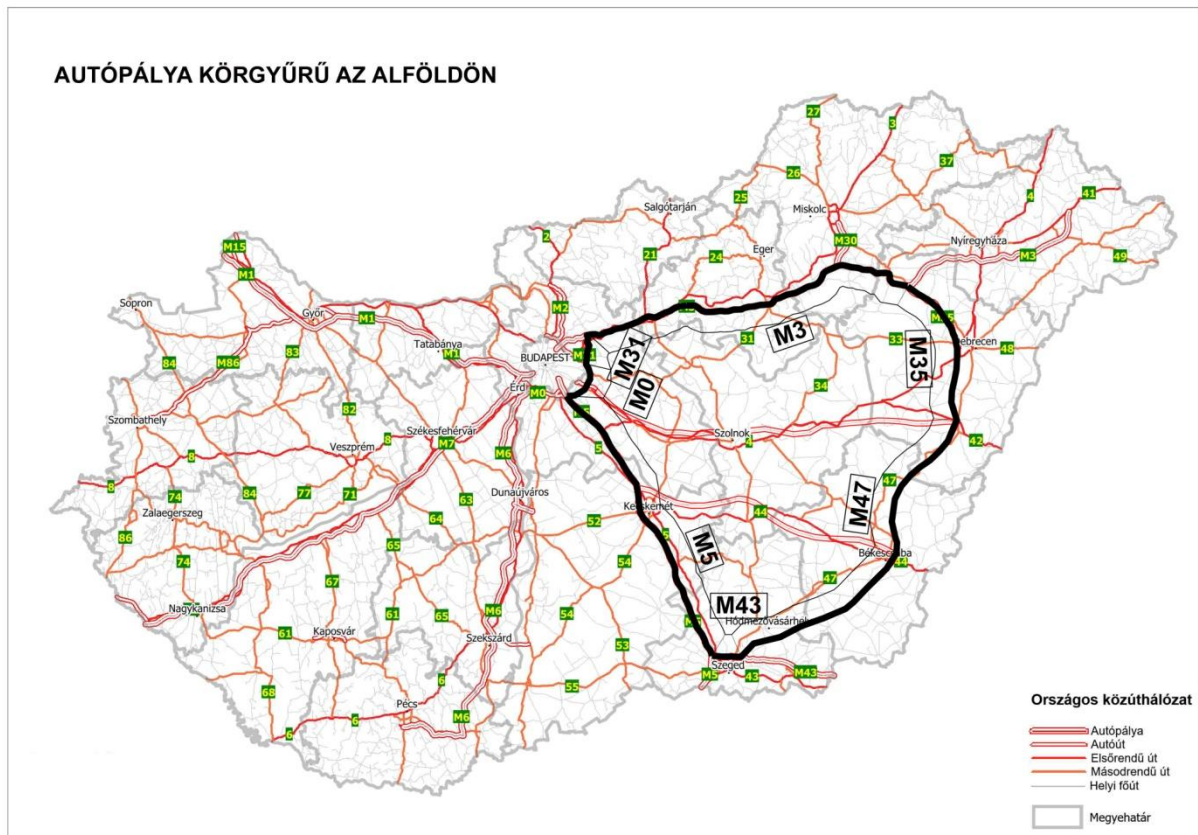 AUTÓPÁLYA KÖRGYŰRŰ AZ ALFÖLDÖN
27
3
37
26
41
4
25
Salgótarján
Miskolc
2
M15
M30
Nyíregyháza
M1
21
24
Eger
M3
49
Sopron
M2
Győr
M1
83
Tatabánya
M1
BUDAPEST
M31
M0
31
M3
33
M35
48
84
M86
Érd
M0
34
Szombathely
82
Székesfehérvár
8
M7
Veszprém
8
M6
5
Szolnok
4
42
8
74
84
77
71
63
Dunaújváros
47
M47
Zalaegerszeg
64
52
44
86
65
M5
Békéscsaba
44
74
67
54
47
Nagykanizsa
61
65
M6
54
M43
Kaposvár
61
Szekszárd
53
Szeged
68
6
55
M5
43
M43
Pécs
6
6
M6
Országos közúthálózat
Autópálya
Autóút
Elsőrendű út
Másodrendű út
Helyi főút
Megyehatár